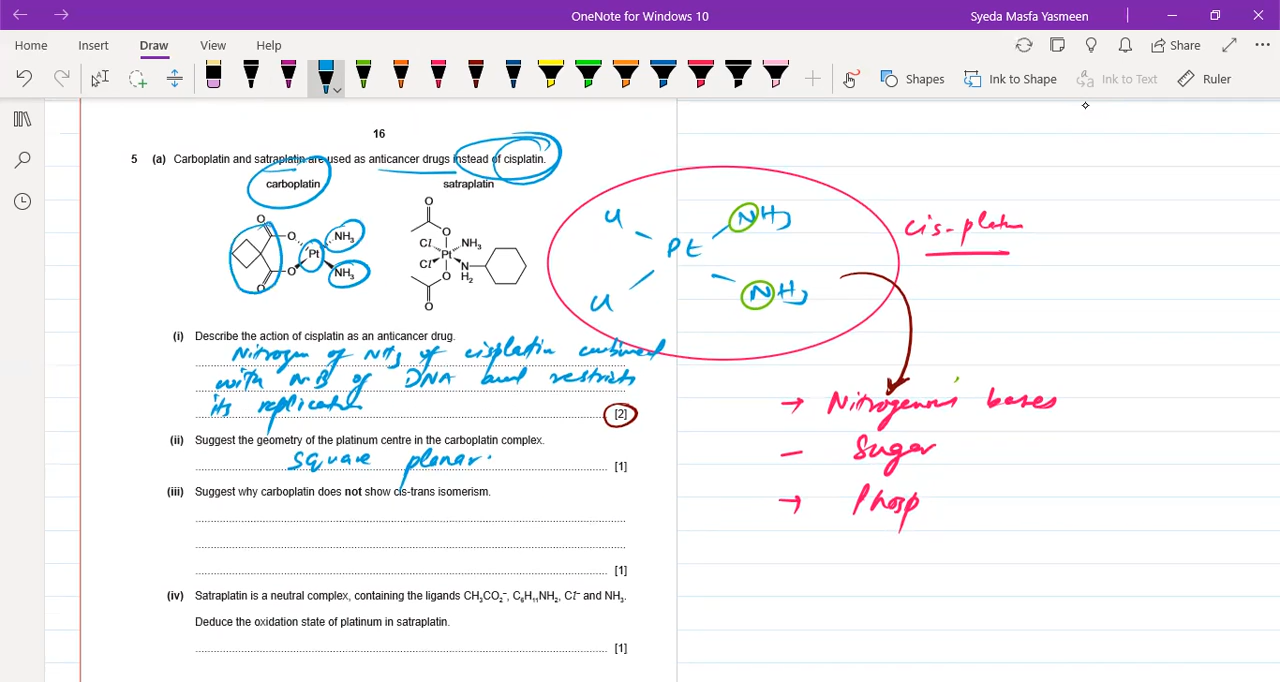 OneNote for Windows 10
Syeda Masfa Yasmeen
Home Insert Draw View Help
Share
Shapes Ink to Shape Ink to Text Ruler
16
5 (a) Carboplatin and satraplatin are used as anticancer drugs instead of cisplatin.
carboplatin satraplatin
O O NH3 Pt O NH3 O
O O Cl NH3 Pt Cl N H2 O O
Cl NH3
Pt
Cl NH3
cis-platin
(i) Describe the action of cisplatin as an anticancer drug.
Nitrogen of NH3 of cisplatin combined
with N.B of DNA and restricts
its replication
[2]
(ii) Suggest the geometry of the platinum centre in the carboplatin complex.
square planar.
[1]
(iii) Suggest why carboplatin does not show cis-trans isomerism.
[1]
(iv) Satraplatin is a neutral complex, containing the ligands CH3CO2–, C6H11NH2, Cl– and NH3.
Deduce the oxidation state of platinum in satraplatin.
[1]
→ Nitrogenous bases
– Sugar
→ Phosp